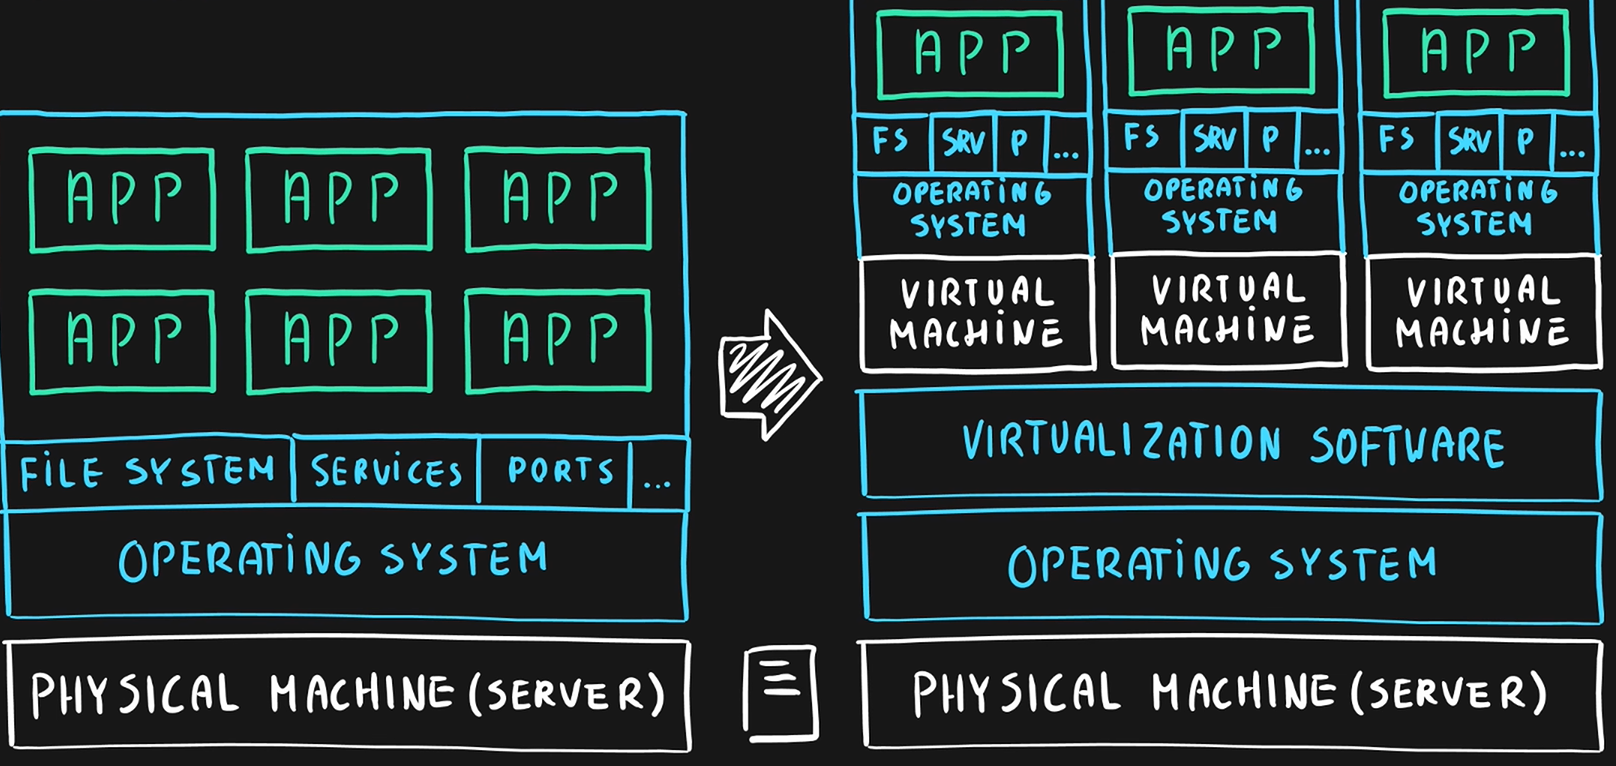 APP APP APP
APP APP APP
FILE SYSTEM SERVICES PORTS ...
OPERATING SYSTEM
PHYSICAL MACHINE (SERVER)
APP APP APP
FS SRV P ... FS SRV P ... FS SRV P ...
OPERATING OPERATING OPERATING
SYSTEM SYSTEM SYSTEM
VIRTUAL VIRTUAL VIRTUAL
MACHINE MACHINE MACHINE
VIRTUALIZATION SOFTWARE
OPERATING SYSTEM
PHYSICAL MACHINE (SERVER)